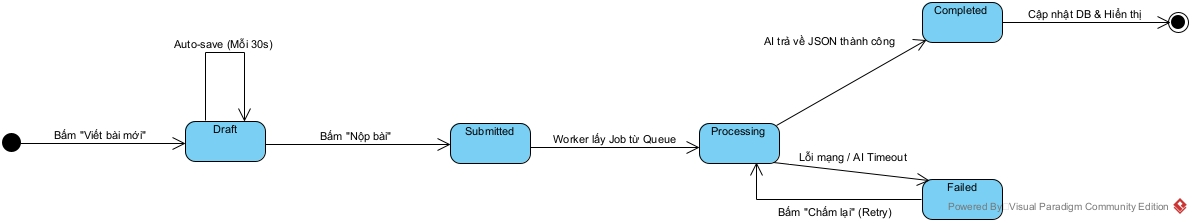 Completed
Cập nhật DB & Hiển thị
Auto-save (Mỗi 30s)
AI trả về JSON thành công
Bấm "Viết bài mới"
Draft
Bấm "Nộp bài"
Submitted
Worker lấy Job từ Queue
Processing
Lỗi mạng / AI Timeout
Failed
Bấm "Chấm lại" (Retry)
Powered By Visual Paradigm Community Edition